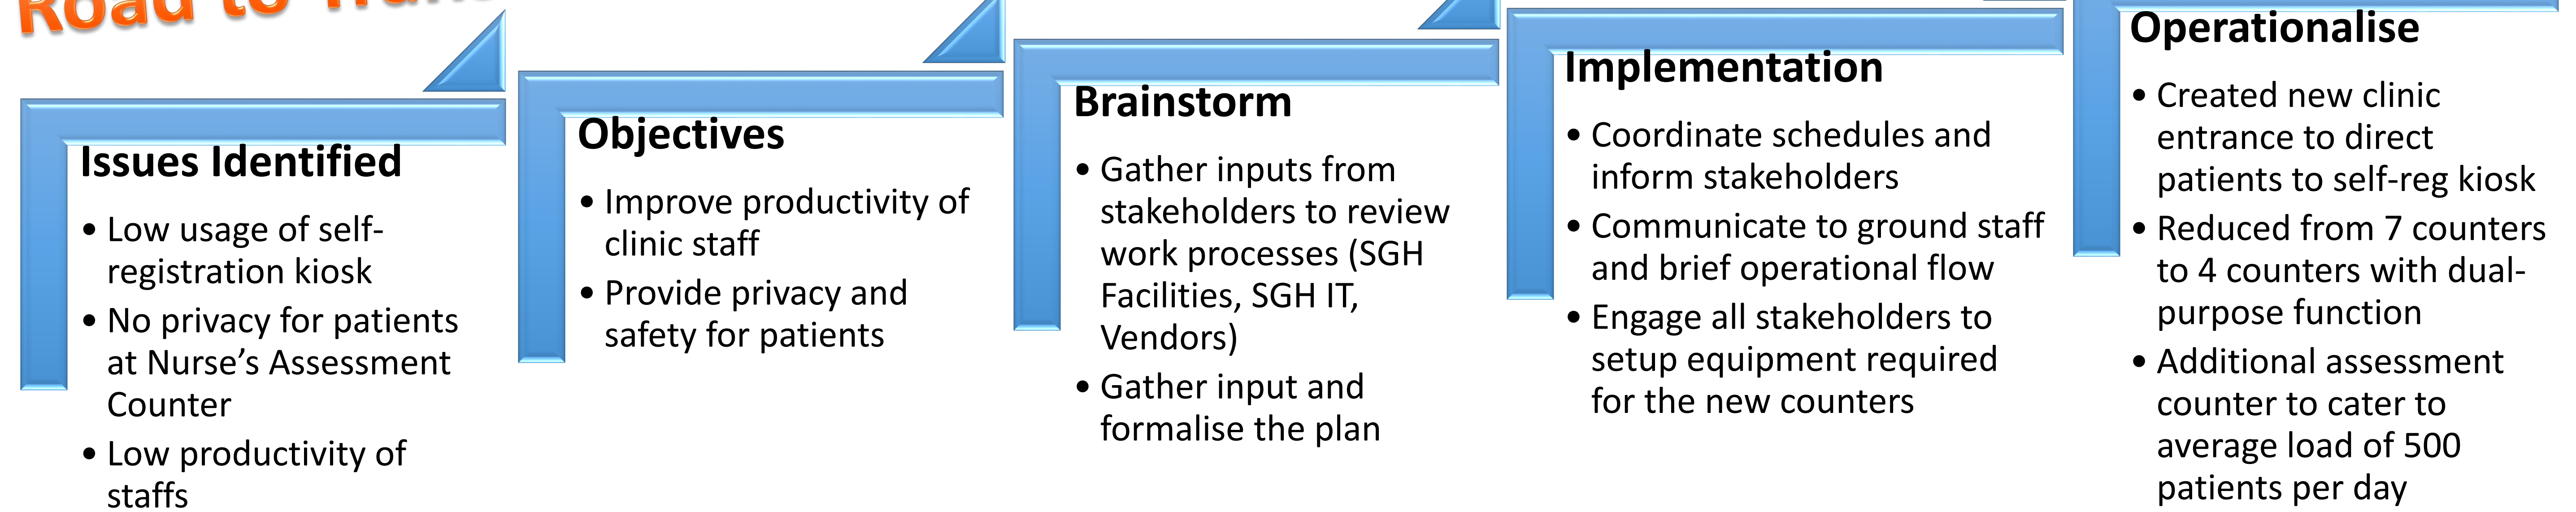 Road to
Issues Identified
• Low usage of self-
registration kiosk
• No privacy for patients
at Nurse’s Assessment
Counter
• Low productivity of
staffs
Objectives
• Improve productivity of
clinic staff
• Provide privacy and
safety for patients
Brainstorm
• Gather inputs from
stakeholders to review
work processes (SGH
Facilities, SGH IT,
Vendors)
• Gather input and
formalise the plan
Implementation
• Coordinate schedules and
inform stakeholders
• Communicate to ground staff
and brief operational flow
• Engage all stakeholders to
setup equipment required
for the new counters
Operationalise
• Created new clinic
entrance to direct
patients to self-reg kiosk
• Reduced from 7 counters
to 4 counters with dual-
purpose function
• Additional assessment
counter to cater to
average load of 500
patients per day